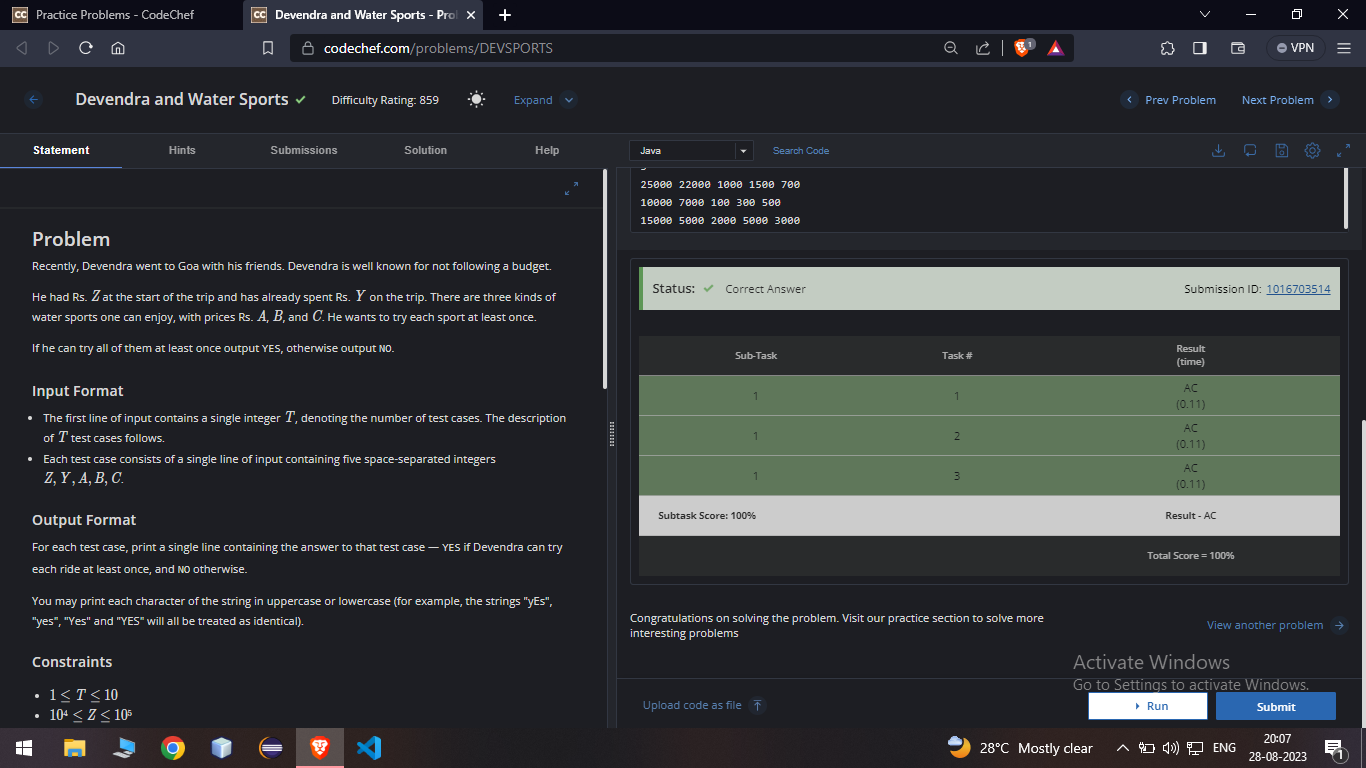 Practice Problems - CodeChef
Devendra and Water Sports - Prol
codechef.com/problems/DEVSPORTS
1
VPN
Devendra and Water Sports
Difficulty Rating: 859
Expand
Prev Problem
Next Problem
Statement
Hints
Submissions
Solution
Help
Java
Search Code
Problem
Recently, Devendra went to Goa with his friends. Devendra is well known for not following a budget.
He had Rs. Z at the start of the trip and has already spent Rs. Y on the trip. There are three kinds of
water sports one can enjoy, with prices Rs. A, B, and C. He wants to try each sport at least once.
If he can try all of them at least once output YES, otherwise output NO.
Input Format
• The first line of input contains a single integer T, denoting the number of test cases. The description
of T test cases follows.
• Each test case consists of a single line of input containing five space-separated integers
Z, Y, A, B, C.
Output Format
For each test case, print a single line containing the answer to that test case — YES if Devendra can try
each ride at least once, and NO otherwise.
You may print each character of the string in uppercase or lowercase (for example, the strings "yEs",
"yes", "Yes" and "YES" will all be treated as identical).
Constraints
• 1 ≤ T ≤ 10
• 10⁴ ≤ Z ≤ 10⁵
25000 22000 1000 1500 700
10000 7000 100 300 500
15000 5000 2000 5000 3000
Status: ✓ Correct Answer
Submission ID: 1016703514
Sub-Task
Task #
Result
(time)
1
1
AC
(0.11)
1
2
AC
(0.11)
1
3
AC
(0.11)
Subtask Score: 100%
Result - AC
Total Score = 100%
Congratulations on solving the problem. Visit our practice section to solve more
interesting problems
View another problem
Activate Windows
Go to Settings to activate Windows.
Upload code as file
Run
Submit
28°C Mostly clear
ENG
20:07
28-08-2023
1